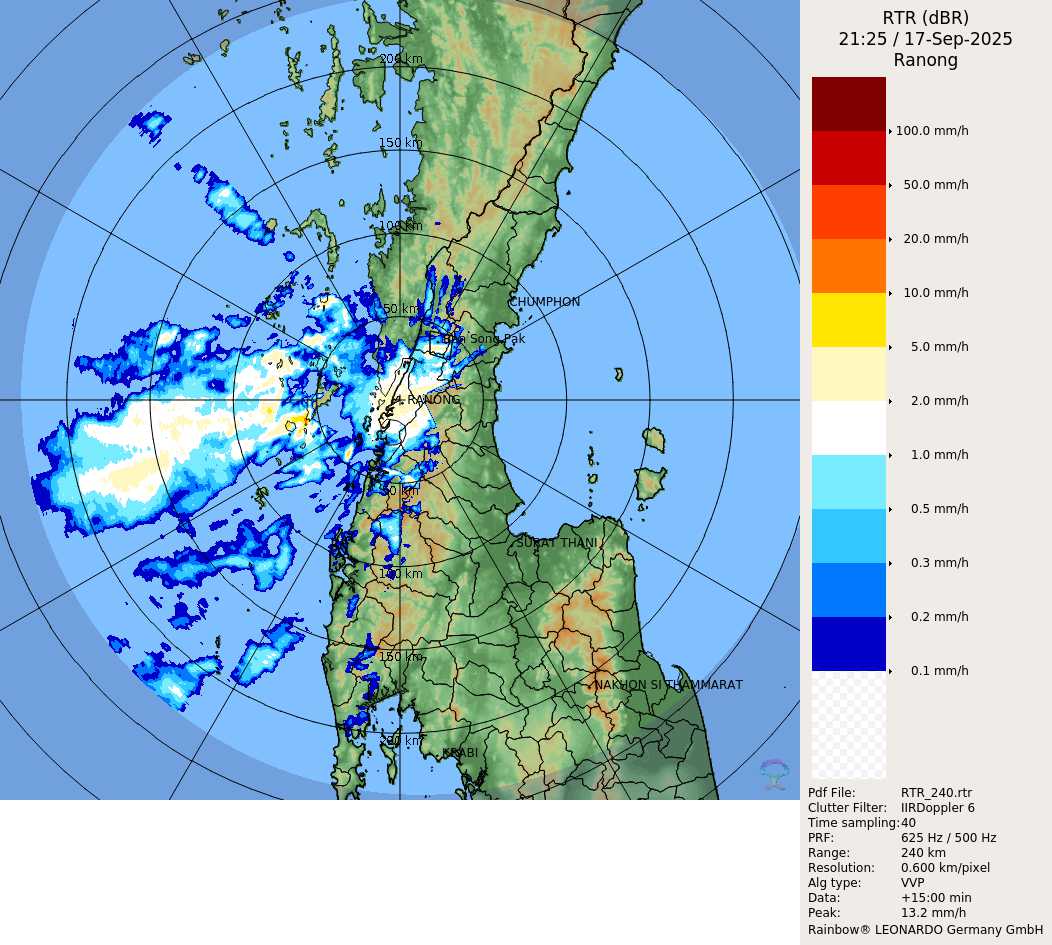 RTR (dBR)
21:25 / 17-Sep-2025
Ranong
100.0 mm/h
50.0 mm/h
20.0 mm/h
10.0 mm/h
5.0 mm/h
2.0 mm/h
1.0 mm/h
0.5 mm/h
0.3 mm/h
0.2 mm/h
0.1 mm/h
Pdf File: RTR_240.rtr
Clutter Filter: IIRDoppler 6
Time sampling: 40
PRF: 625 Hz / 500 Hz
Range: 240 km
Resolution: 0.600 km/pixel
Alg type: VVP
Data: +15:00 min
Peak: 13.2 mm/h
Rainbow® LEONARDO Germany GmbH
200 km
150 km
100 km
CHUMPHON
50 km
Ban Song Pak
RANONG
50 km
SURAT THANI
100 km
150 km
NAKHON SI THAMMARAT
200 km
KRABI